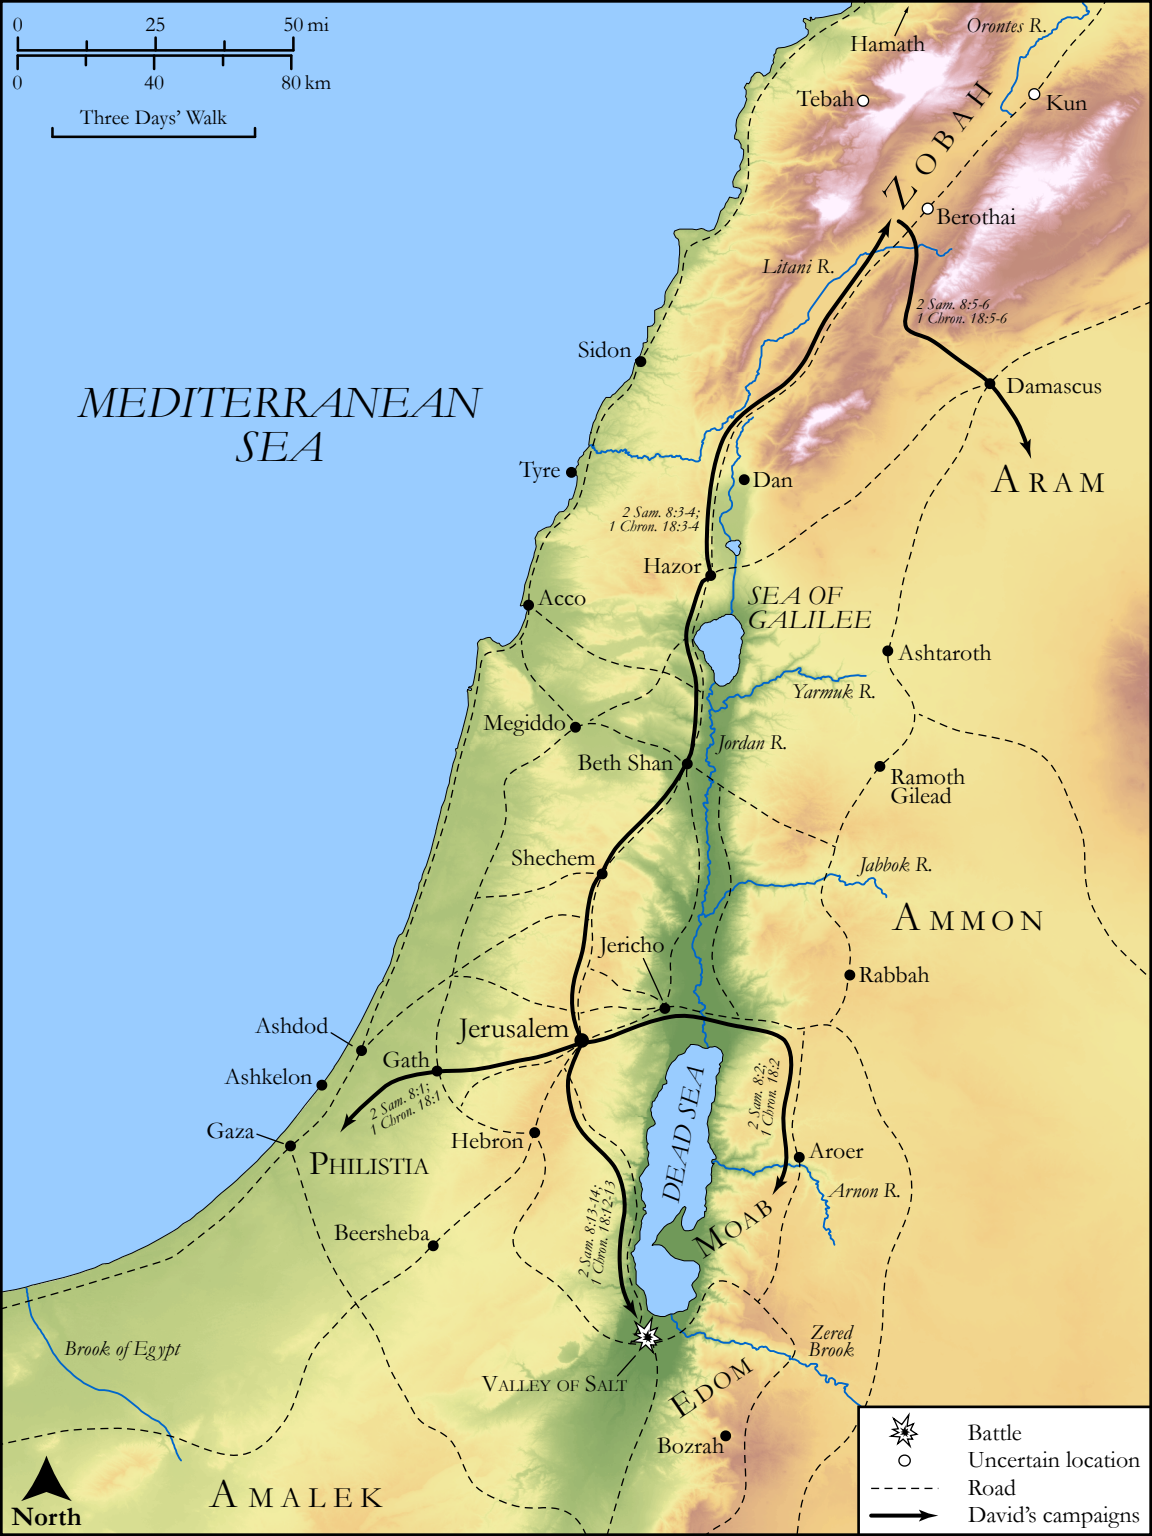 0 25 50 mi
0 40 80 km
Three Days' Walk
Hamath
Orontes R.
Tebah
Kun
ZOBAH
Berothai
Litani R.
2 Sam. 8:5-6
1 Chron. 18:5-6
Sidon
Damascus
MEDITERRANEAN
SEA
Tyre
Dan
ARAM
2 Sam. 8:3-4;
1 Chron. 18:3-4
Hazor
Acco
SEA OF
GALILEE
Ashtaroth
Yarmuk R.
Megiddo
Jordan R.
Beth Shan
Ramoth
Gilead
Shechem
Jabbok R.
AMMON
Jericho
Rabbah
Ashdod
Jerusalem
Gath
Ashkelon
2 Sam. 8:1;
1 Chron. 18:1
2 Sam. 8:2;
1 Chron. 18:2
Gaza
Hebron
DEAD SEA
Aroer
PHILISTIA
Arnon R.
2 Sam. 8:13-14;
1 Chron. 18:12-13
MOAB
Beersheba
Brook of Egypt
Zered
Brook
VALLEY OF SALT
EDOM
Bozrah
AMALEK
North
Battle
Uncertain location
Road
David's campaigns